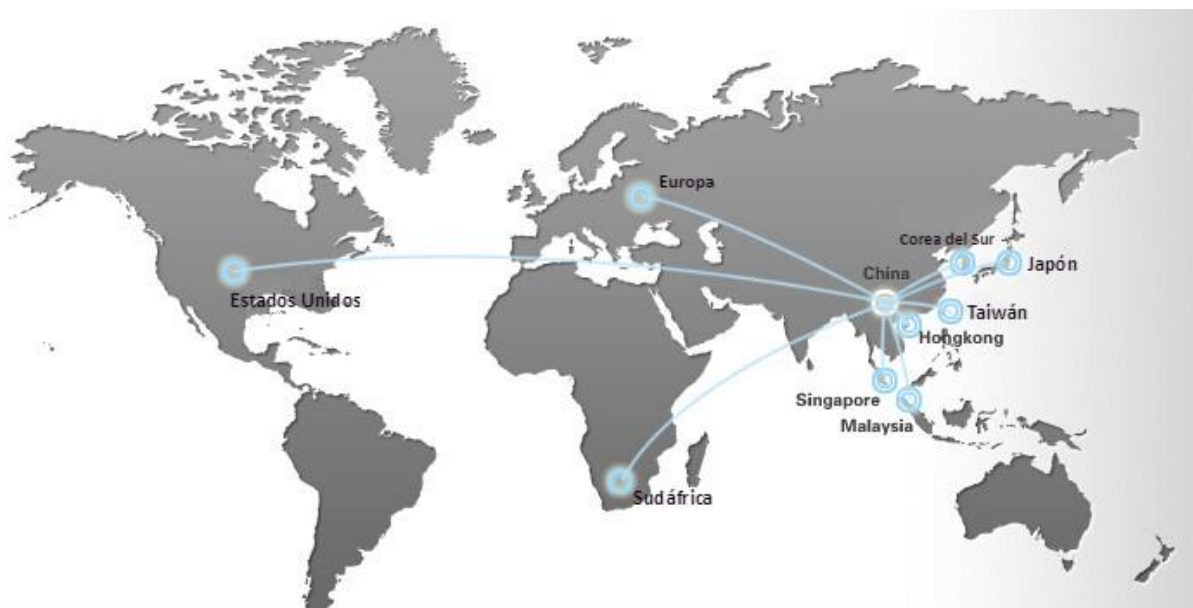 Europa
Corea del Sur
China
Japón
Estados Unidos
Taiwán
Hongkong
Singapore
Malaysia
Sudáfrica